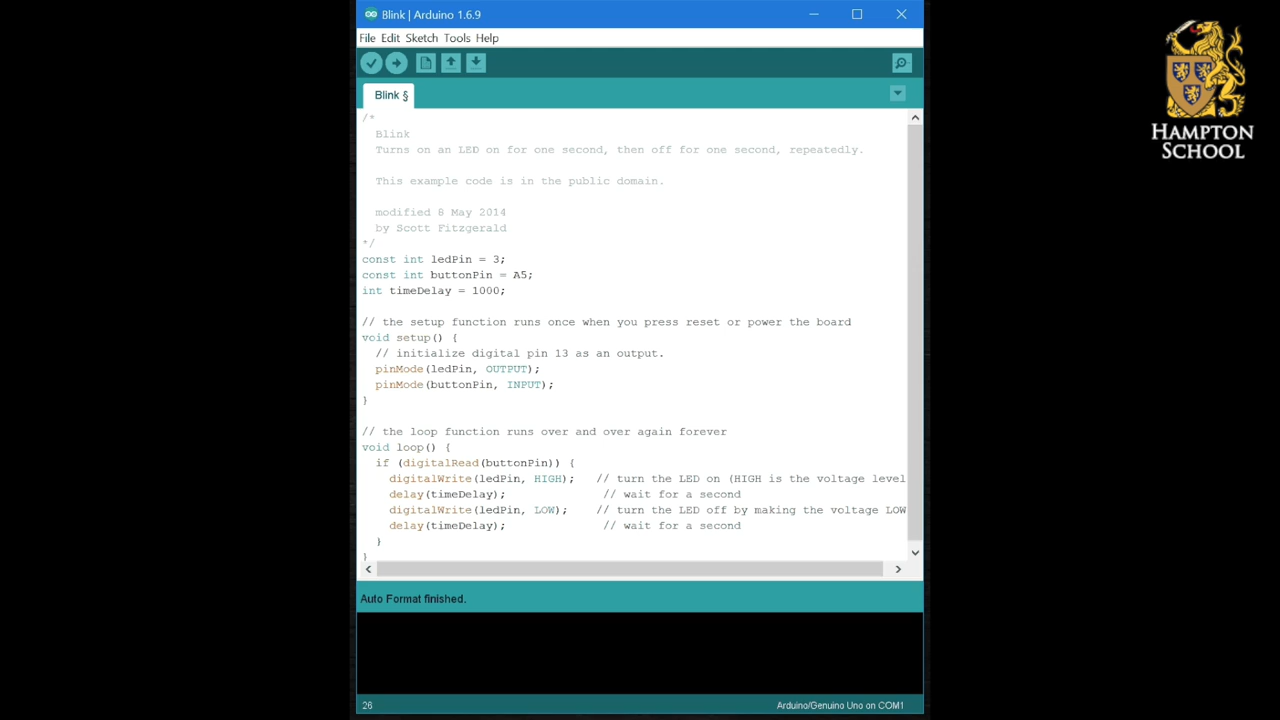 Blink | Arduino 1.6.9
File Edit Sketch Tools Help
Blink §
/*
Blink
Turns on an LED on for one second, then off for one second, repeatedly.
This example code is in the public domain.
modified 8 May 2014
by Scott Fitzgerald
*/
const int ledPin = 3;
const int buttonPin = A5;
int timeDelay = 1000;
// the setup function runs once when you press reset or power the board
void setup() {
// initialize digital pin 13 as an output.
pinMode(ledPin, OUTPUT);
pinMode(buttonPin, INPUT);
}
// the loop function runs over and over again forever
void loop() {
if (digitalRead(buttonPin)) {
digitalWrite(ledPin, HIGH); // turn the LED on (HIGH is the voltage level
delay(timeDelay); // wait for a second
digitalWrite(ledPin, LOW); // turn the LED off by making the voltage LOW
delay(timeDelay); // wait for a second
}
}
Auto Format finished.
26 Arduino/Genuino Uno on COM1
HAMPTON
SCHOOL